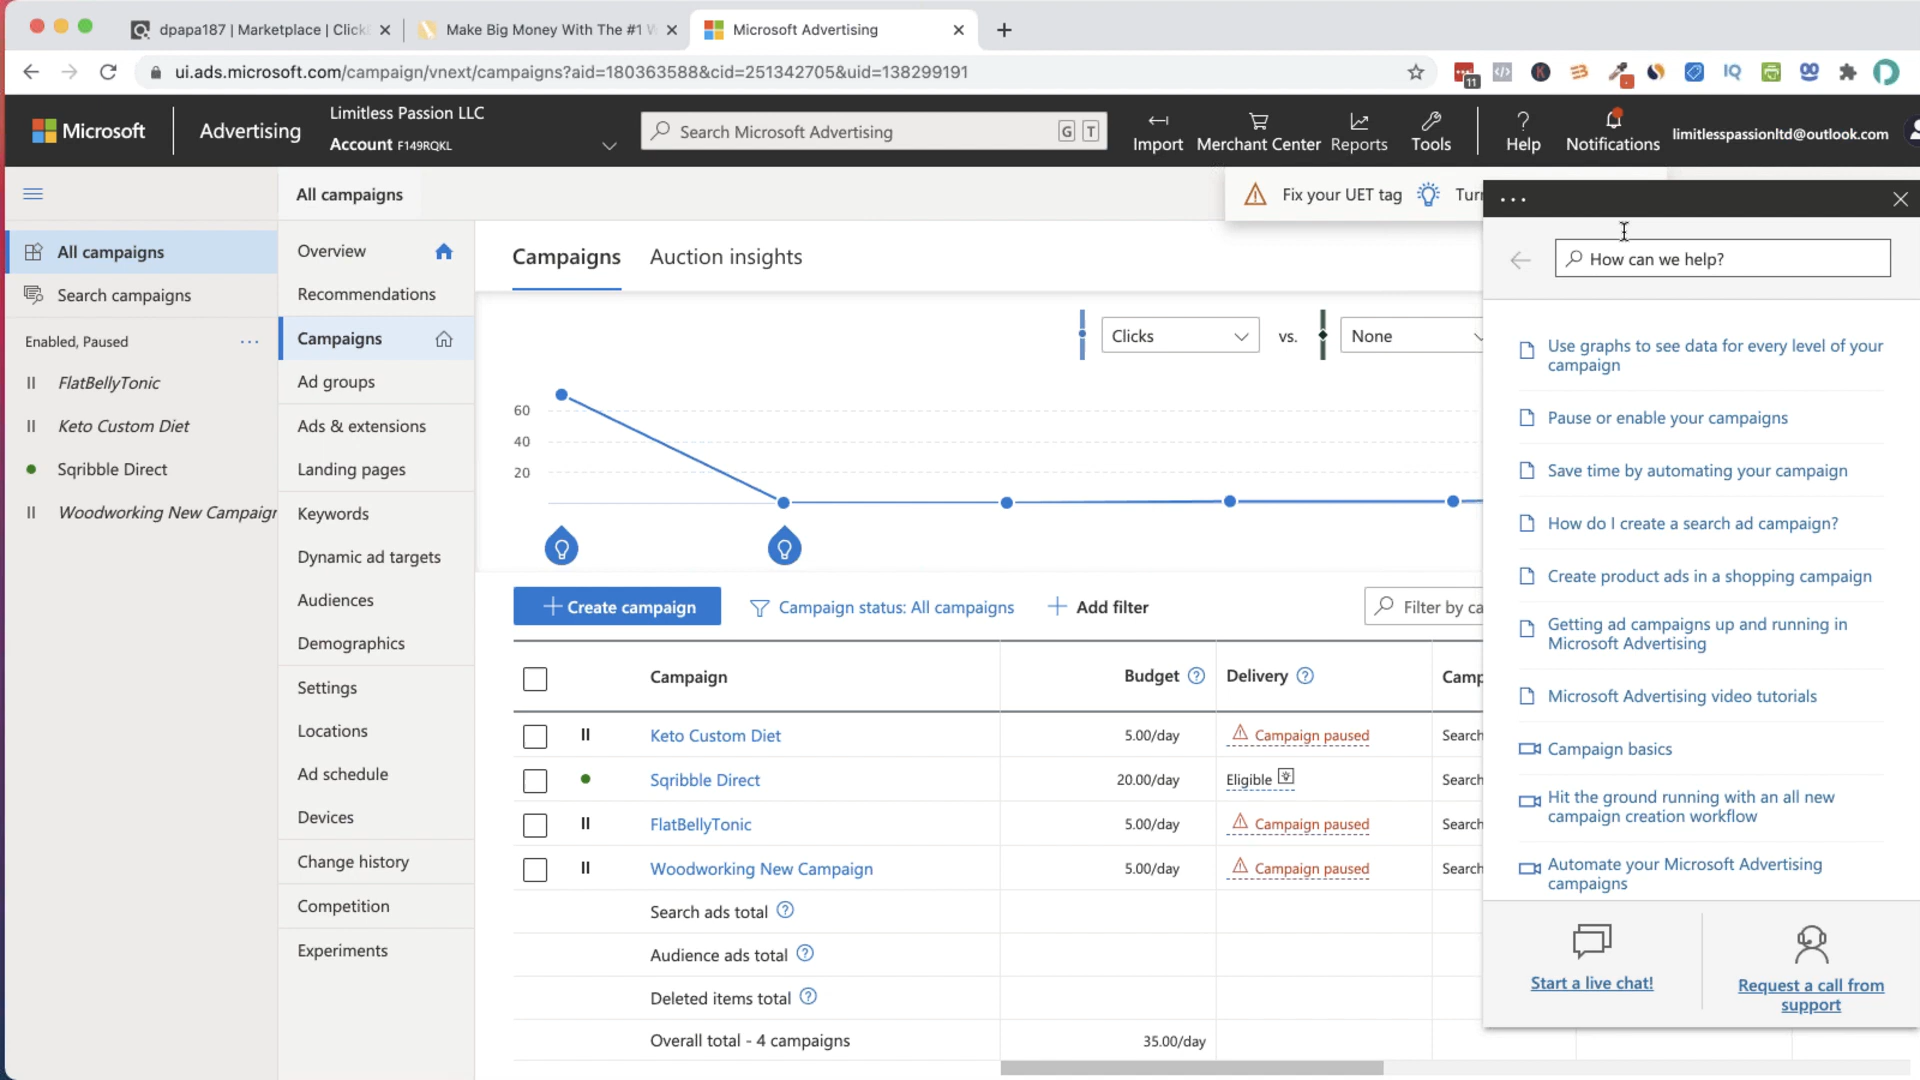 dpapa187 | Marketplace | Click
Make Big Money With The #1 W
Microsoft Advertising
ui.ads.microsoft.com/campaign/vnext/campaigns?aid=180363588&cid=251342705&uid=138299191
11
IQ
Microsoft
Advertising
Limitless Passion LLC
Account F149RQKL
Search Microsoft Advertising
G T
Import
Merchant Center
Reports
Tools
Help
Notifications
limitlesspassionltd@outlook.com
All campaigns
Fix your UET tag
Turn
All campaigns
Search campaigns
Enabled, Paused
FlatBellyTonic
Keto Custom Diet
Sqribble Direct
Woodworking New Campaign
Overview
Recommendations
Campaigns
Ad groups
Ads & extensions
Landing pages
Keywords
Dynamic ad targets
Audiences
Demographics
Settings
Locations
Ad schedule
Devices
Change history
Competition
Experiments
Campaigns
Auction insights
Clicks
vs.
None
60
40
20
Create campaign
Campaign status: All campaigns
Add filter
Filter by ca
Campaign
Budget
Delivery
Camp
Keto Custom Diet
5.00/day
Campaign paused
Search
Sqribble Direct
20.00/day
Eligible
Search
FlatBellyTonic
5.00/day
Campaign paused
Search
Woodworking New Campaign
5.00/day
Campaign paused
Search
Search ads total
Audience ads total
Deleted items total
Overall total - 4 campaigns
35.00/day
How can we help?
Use graphs to see data for every level of your
campaign
Pause or enable your campaigns
Save time by automating your campaign
How do I create a search ad campaign?
Create product ads in a shopping campaign
Getting ad campaigns up and running in
Microsoft Advertising
Microsoft Advertising video tutorials
Campaign basics
Hit the ground running with an all new
campaign creation workflow
Automate your Microsoft Advertising
campaigns
Start a live chat!
Request a call from
support